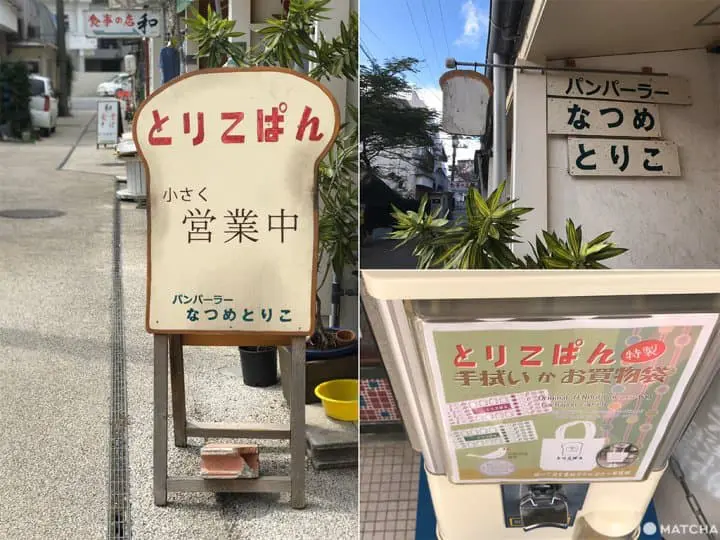 食事の店 和
とりこぱん
小さく
営業中
パンパーラー
なつめとりこ
パンパーラー
なつめ
とりこ
とりこぱん 特製
手拭い か お買物袋
MATCHA